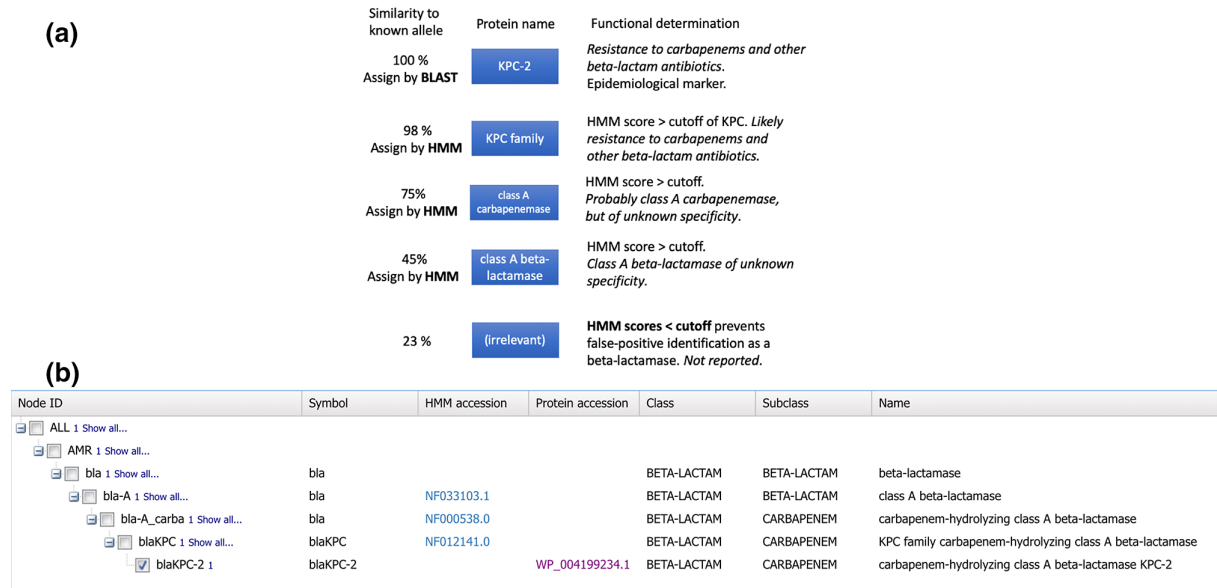 (a)
Similarity to
known allele
Protein name
Functional determination
100 %
Assign by BLAST
KPC-2
Resistance to carbapenems and other
beta-lactam antibiotics.
Epidemiological marker.
98 %
Assign by HMM
KPC family
HMM score > cutoff of KPC. Likely
resistance to carbapenems and
other beta-lactam antibiotics.
75%
Assign by HMM
class A
carbapenemase
HMM score > cutoff.
Probably class A carbapenemase,
but of unknown specificity.
45%
Assign by HMM
class A beta-
lactamase
HMM score > cutoff.
Class A beta-lactamase of unknown
specificity.
23 %
(irrelevant)
HMM scores < cutoff prevents
false-positive identification as a
beta-lactamase. Not reported.
(b)
Node ID Symbol HMM accession Protein accession Class Subclass Name
ALL 1 Show all...
AMR 1 Show all...
bla 1 Show all... bla BETA-LACTAM BETA-LACTAM beta-lactamase
bla-A 1 Show all... bla NF033103.1 BETA-LACTAM BETA-LACTAM class A beta-lactamase
bla-A_carba 1 Show all... bla NF000538.0 BETA-LACTAM CARBAPENEM carbapenem-hydrolyzing class A beta-lactamase
blaKPC 1 Show all... blaKPC NF012141.0 BETA-LACTAM CARBAPENEM KPC family carbapenem-hydrolyzing class A beta-lactamase
blaKPC-2 1 blaKPC-2 WP_004199234.1 BETA-LACTAM CARBAPENEM carbapenem-hydrolyzing class A beta-lactamase KPC-2